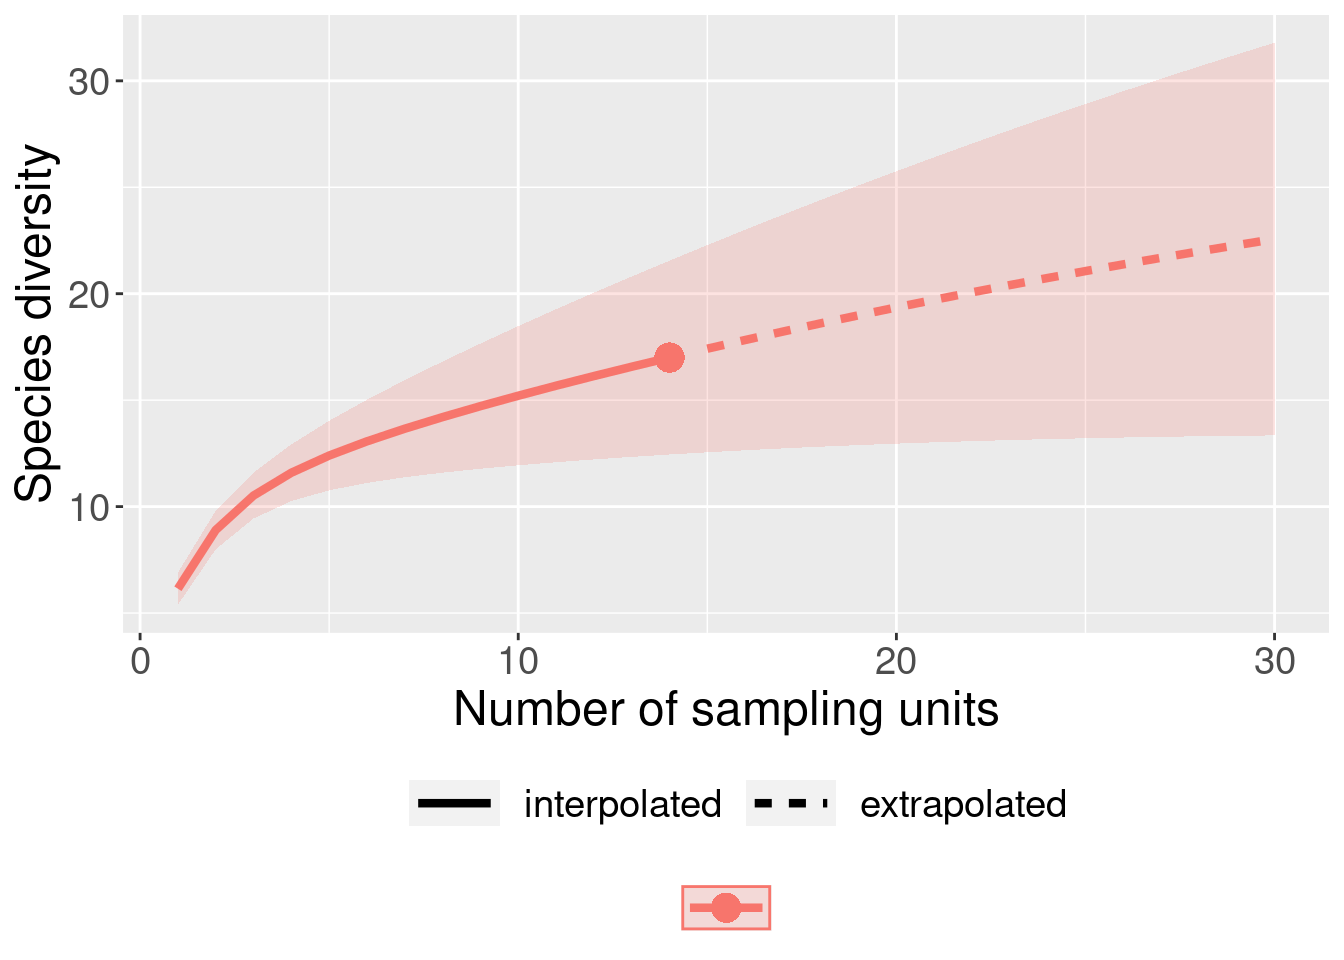 Species diversity
30
20
10
0 10 20 30
Number of sampling units
interpolated extrapolated